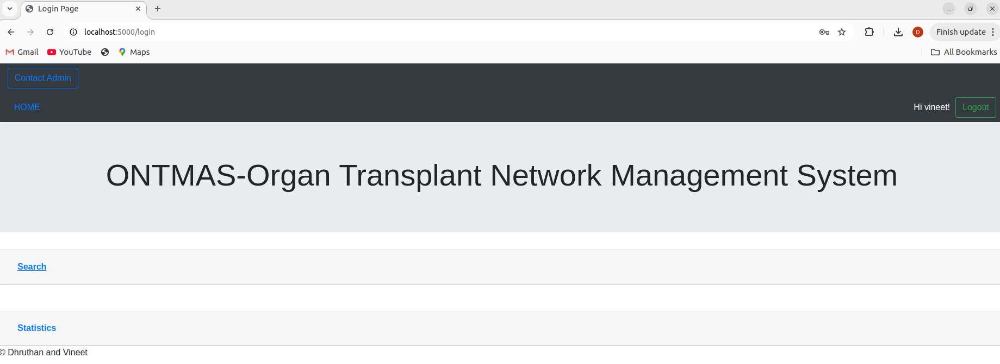 Login Page
localhost:5000/login
D
Finish update
Gmail
YouTube
Maps
All Bookmarks
Contact Admin
HOME
Hi vineet!
Logout
ONTMAS-Organ Transplant Network Management System
Search
Statistics
© Dhruthan and Vineet